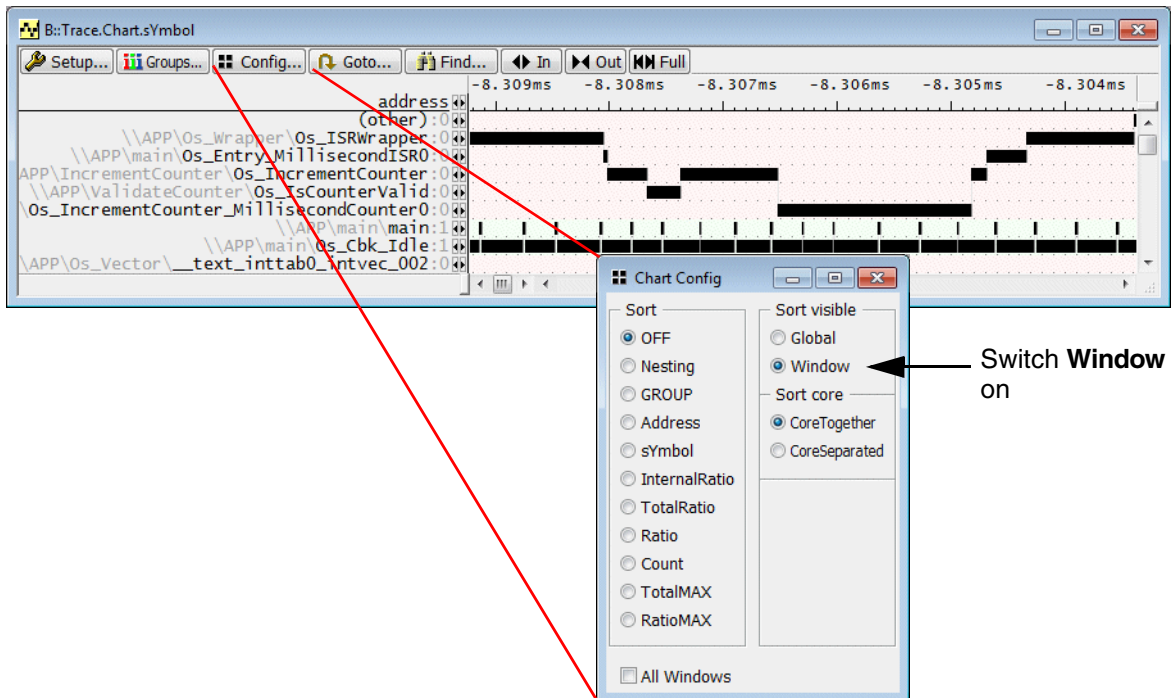 B::Trace.Chart.sYmbol
Setup... Groups... Config... Goto... Find... In Out Full
-8.309ms -8.308ms -8.307ms -8.306ms -8.305ms -8.304ms
address
(other):0
\\APP\Os_Wrapper\Os_ISRWrapper:0
\\APP\main\Os_Entry_MillisecondISR0:0
APP\IncrementCounter\Os_IncrementCounter:0
\\APP\ValidateCounter\Os_IsCounterValid:0
\Os_IncrementCounter_MillisecondCounter0:0
\\APP\main\main:1
\\APP\main\Os_Cbk_Idle:1
\APP\Os_Vector\__text_inttab0_intvec_002:0
Chart Config
Sort
OFF
Nesting
GROUP
Address
sYmbol
InternalRatio
TotalRatio
Ratio
Count
TotalMAX
RatioMAX
All Windows
Sort visible
Global
Window
Sort core
CoreTogether
CoreSeparated
Switch Window
on